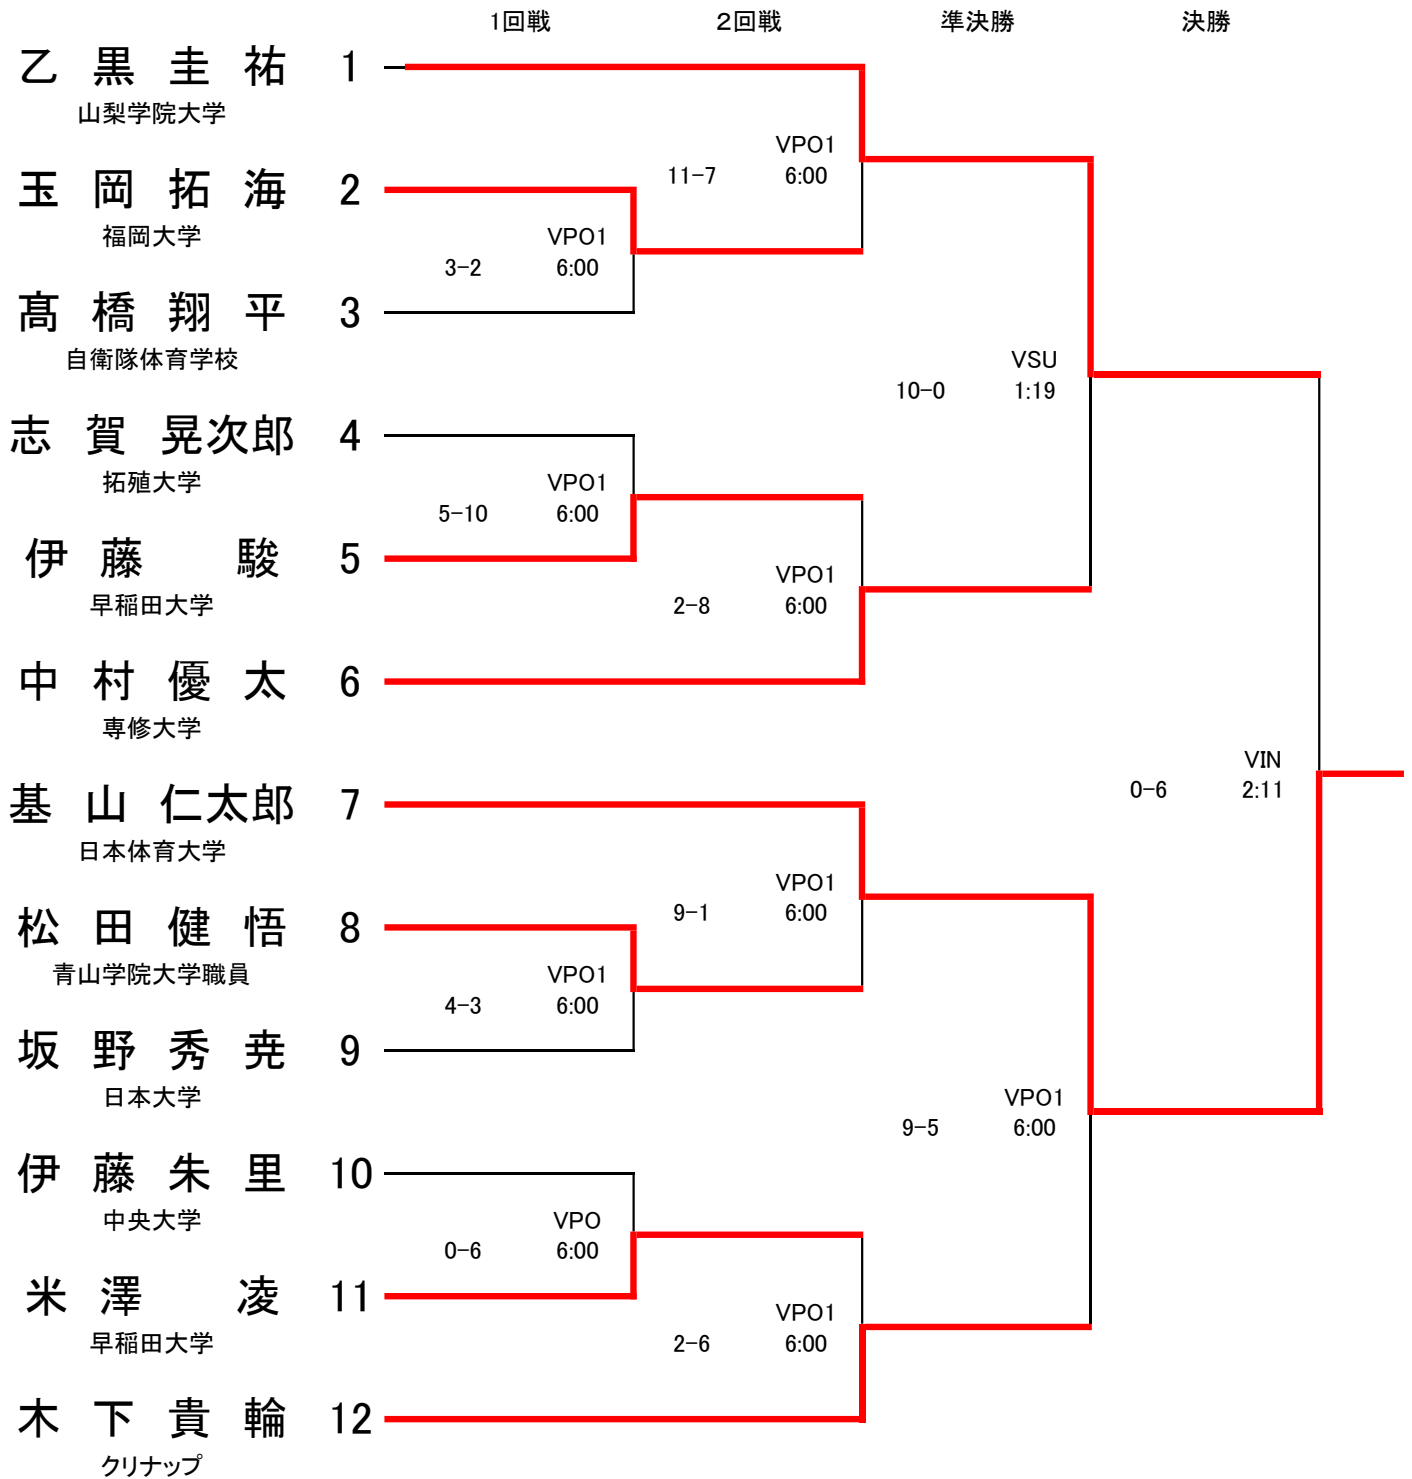 1回戦 2回戦 準決勝 決勝
乙黒圭祐 1
山梨学院大学
VPO1
11-7 6:00
玉岡拓海 2
福岡大学
VPO1
3-2 6:00
髙橋翔平 3
自衛隊体育学校
VSU
10-0 1:19
志賀晃次郎 4
拓殖大学
VPO1
5-10 6:00
伊藤駿 5
早稲田大学
VPO1
2-8 6:00
中村優太 6
専修大学
VIN
0-6 2:11
基山仁太郎 7
日本体育大学
VPO1
9-1 6:00
松田健悟 8
青山学院大学職員
VPO1
4-3 6:00
坂野秀尭 9
日本大学
VPO1
9-5 6:00
伊藤朱里 10
中央大学
VPO
0-6 6:00
米澤凌 11
早稲田大学
VPO1
2-6 6:00
木下貴輪 12
クリナップ